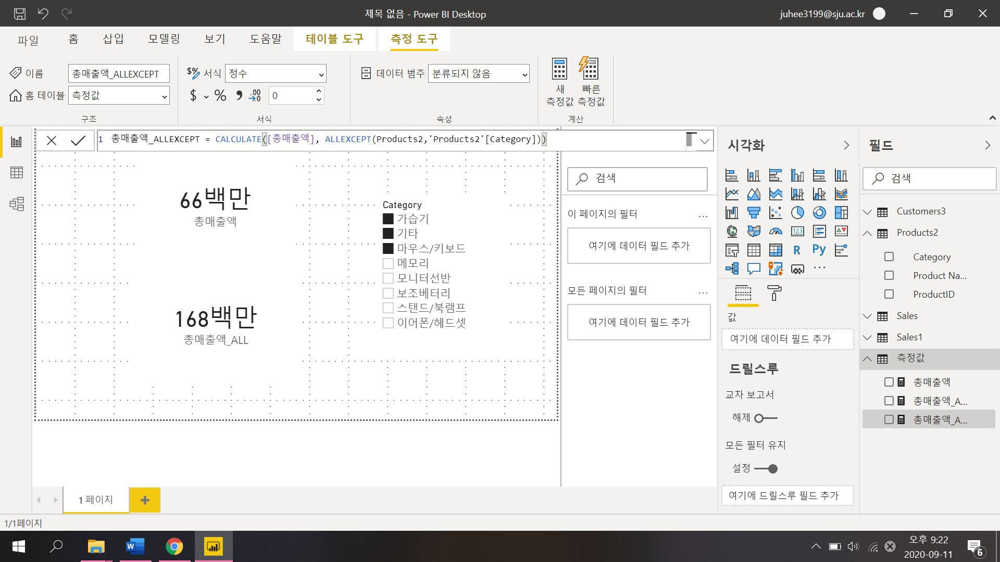 제목 없음 - Power BI Desktop
juhee3199@sju.ac.kr
파일 홈 삽입 모델링 보기 도움말 테이블 도구 측정 도구
이름 총매출액_ALLEXCEPT
홈 테이블 측정값
구조
서식 정수
$ % 9 .00 0
서식
데이터 범주 분류되지 않음
속성
새 측정값
빠른 측정값
계산
1 총매출액_ALLEXCEPT = CALCULATE([총매출액], ALLEXCEPT(Products2,'Products2'[Category]))
66백만
총매출액
168백만
총매출액_ALL
Category
가습기
기타
마우스/키보드
메모리
모니터선반
보조베터리
스탠드/북램프
이어폰/헤드셋
검색
이 페이지의 필터 ...
여기에 데이터 필드 추가
모든 페이지의 필터 ...
여기에 데이터 필드 추가
시각화
123
R Py
...
값
여기에 데이터 필드 추가
드릴스루
교차 보고서
해제
모든 필터 유지
설정
여기에 드릴스루 필드 추가
필드
검색
Customers3
Products2
Category
Product Na...
ProductID
Sales
Sales1
측정값
총매출액
총매출액_A...
총매출액_A...
1 페이지
1/1페이지
W
오후 9:22
2020-09-11
6